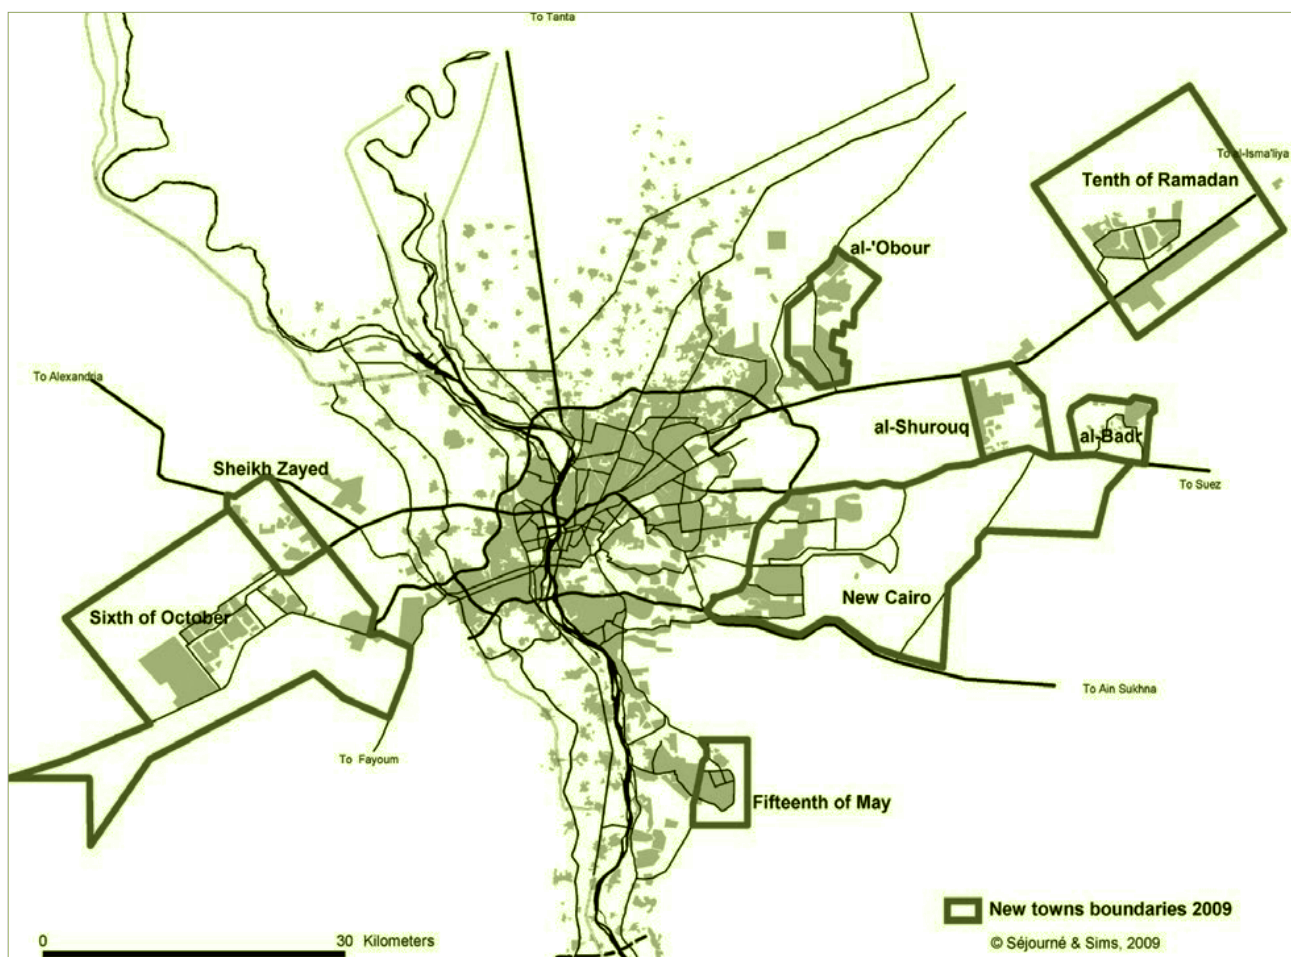 To Tanta
To el-Isma'iliya
Tenth of Ramadan
al-'Obour
To Alexandria
al-Shurouq
al-Badr
Sheikh Zayed
To Suez
New Cairo
Sixth of October
To Ain Sukhna
To Fayoum
Fifteenth of May
New towns boundaries 2009
0 30 Kilometers
© Séjourné & Sims, 2009